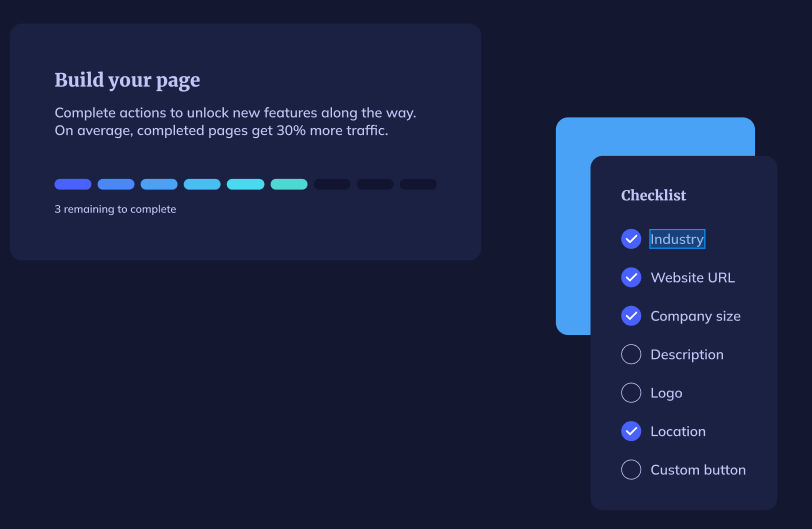 Build your page
Complete actions to unlock new features along the way.
On average, completed pages get 30% more traffic.
3 remaining to complete
Checklist
Industry
Website URL
Company size
Description
Logo
Location
Custom button